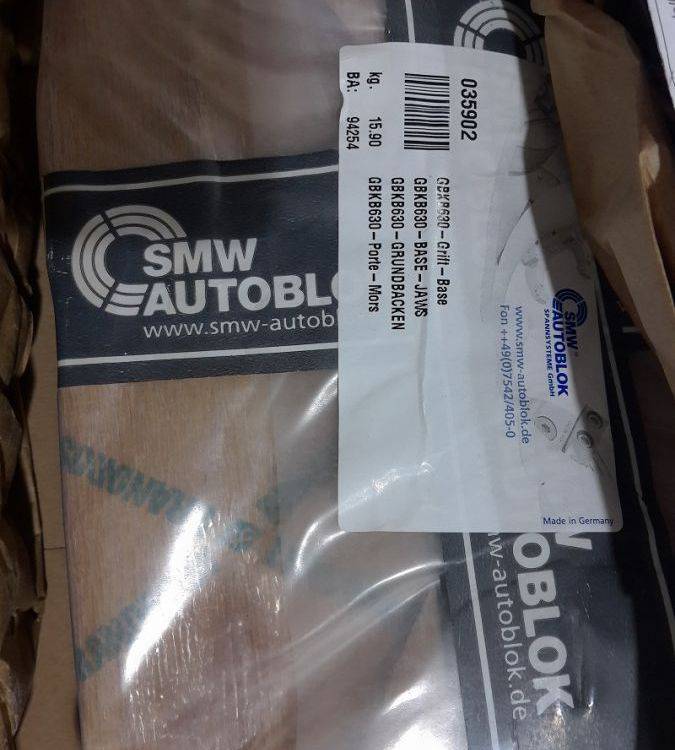 SMW
AUTOBLO
www.smw-autobl
035902
kg. 15.90
BA: 94254
GBKB630-Griff-Base
GBKB630-BASE-JAWS
GBKB630-GRUNDBACKEN
GBKB630-Porte-Mors
SMW®
AUTOBLOK
SPANNSYSTEME GmbH
www.smw-autoblok.de
Fon ++49(0)7542/405-0
Made in Germany
W
OBLOK
w-autoblok.de